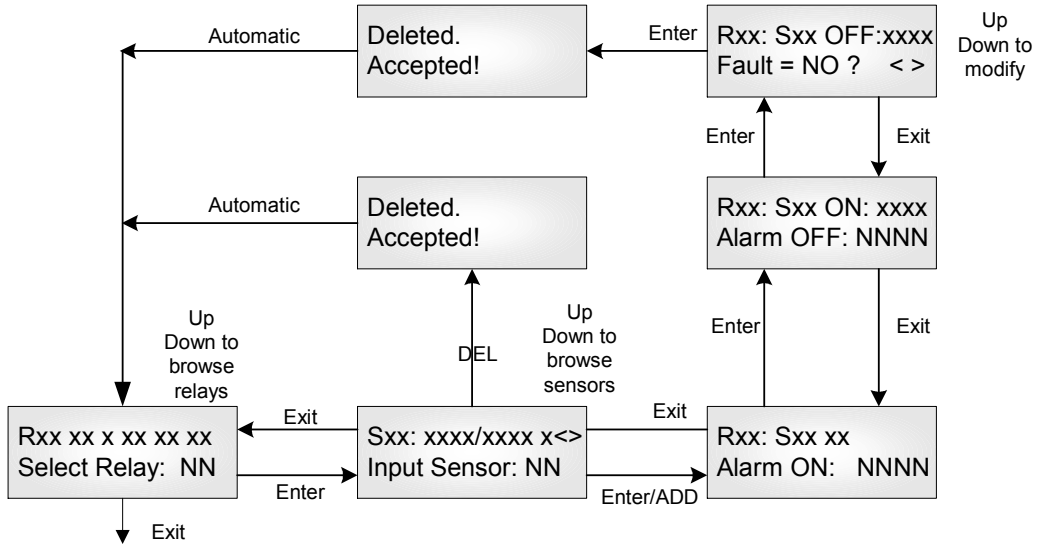 Automatic
Deleted.
Accepted!
Enter
Rxx: Sxx OFF:xxxx
Fault = NO ? < >
Up
Down to
modify
Enter
Exit
Automatic
Deleted.
Accepted!
Rxx: Sxx ON: xxxx
Alarm OFF: NNNN
Up
Down to
browse
relays
DEL
Up
Down to
browse
sensors
Enter
Exit
Rxx xx x xx xx xx
Select Relay: NN
Exit
Enter
Sxx: xxxx/xxxx x<>
Input Sensor: NN
Exit
Enter/ADD
Rxx: Sxx xx
Alarm ON: NNNN
Exit